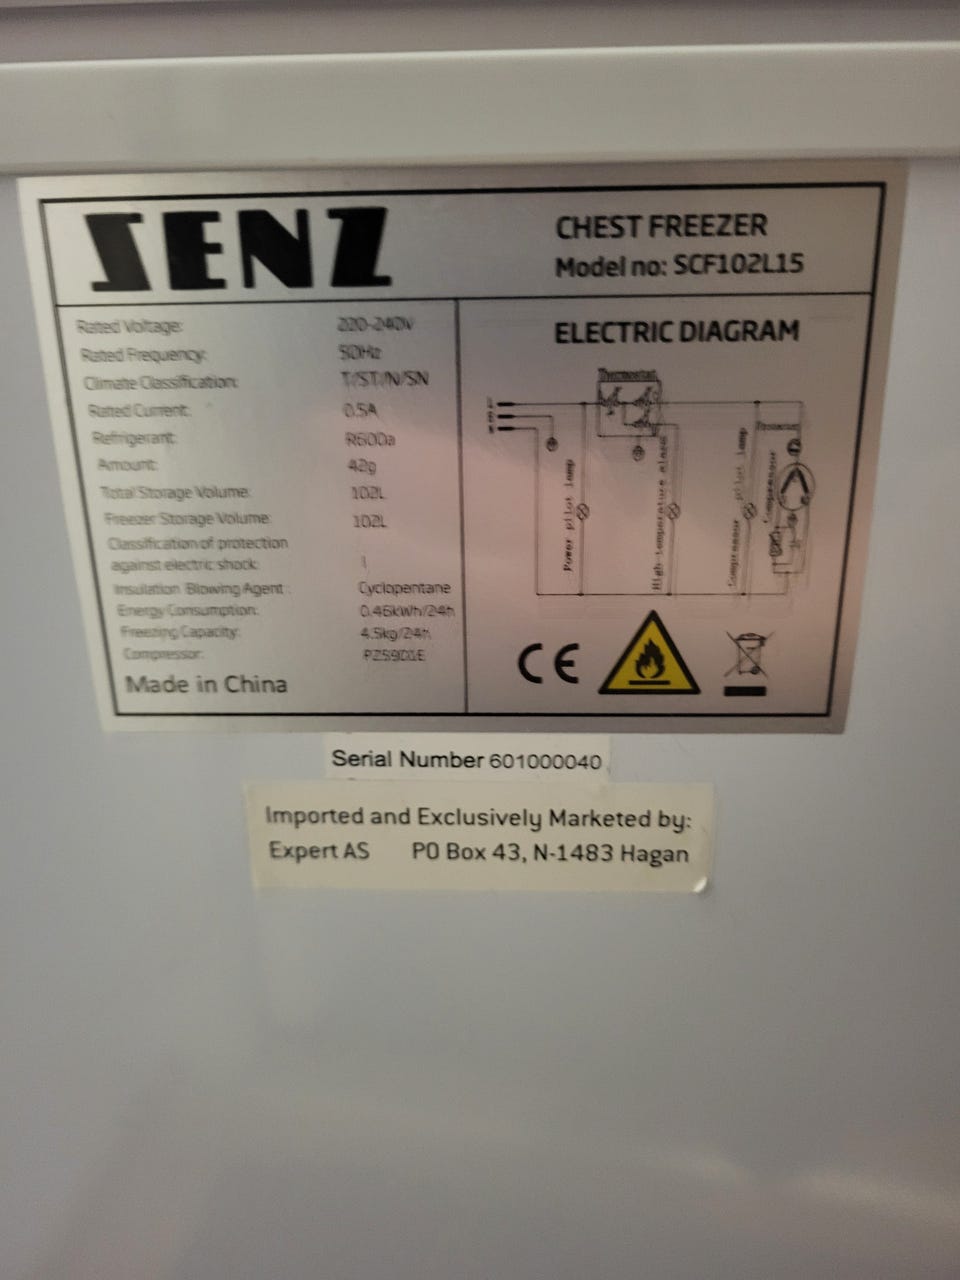 SENZ
CHEST FREEZER
Model no: SCF102L15
Rated Voltage: 220-240V
Rated Frequency: 50Hz
Climate Classification: T/ST/N/SN
Rated Current: 0.5A
Refrigerant: R600a
Amount: 42g
Total Storage Volume: 102L
Freezer Storage Volume: 102L
Classification of protection
against electric shock: I
Insulation Blowing Agent: Cyclopentane
Energy Consumption: 0.46kWh/24h
Freezing Capacity: 4.5kg/24h
Compressor:
Made in China
ELECTRIC DIAGRAM
Thermostat
Power pilot lamp
High-temperature alarm
Compressor pilot lamp
Compressor
CE
Serial Number 601000040
Imported and Exclusively Marketed by:
Expert AS PO Box 43, N-1483 Hagan